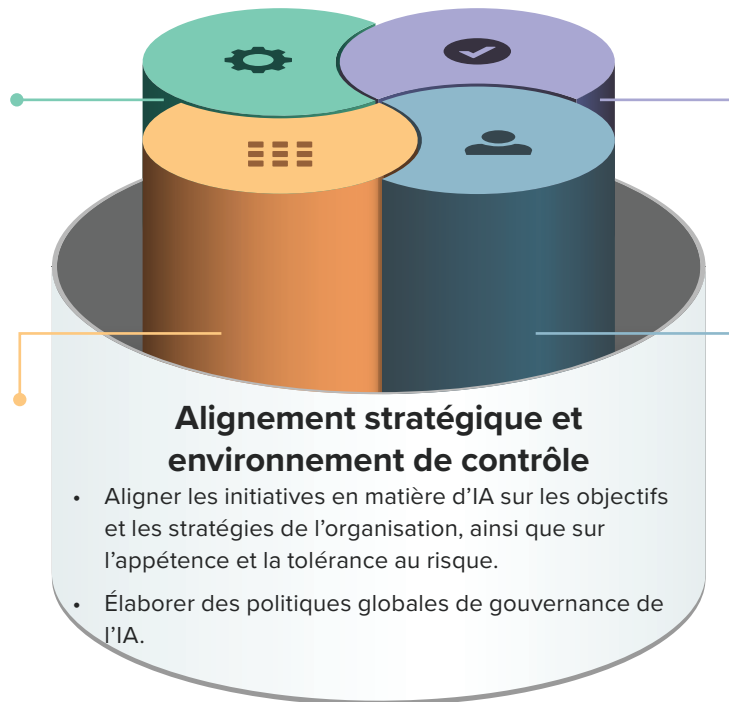 Alignement stratégique et
environnement de contrôle
• Aligner les initiatives en matière d’IA sur les objectifs
et les stratégies de l’organisation, ainsi que sur
l’appétence et la tolérance au risque.
• Élaborer des politiques globales de gouvernance de
l’IA.